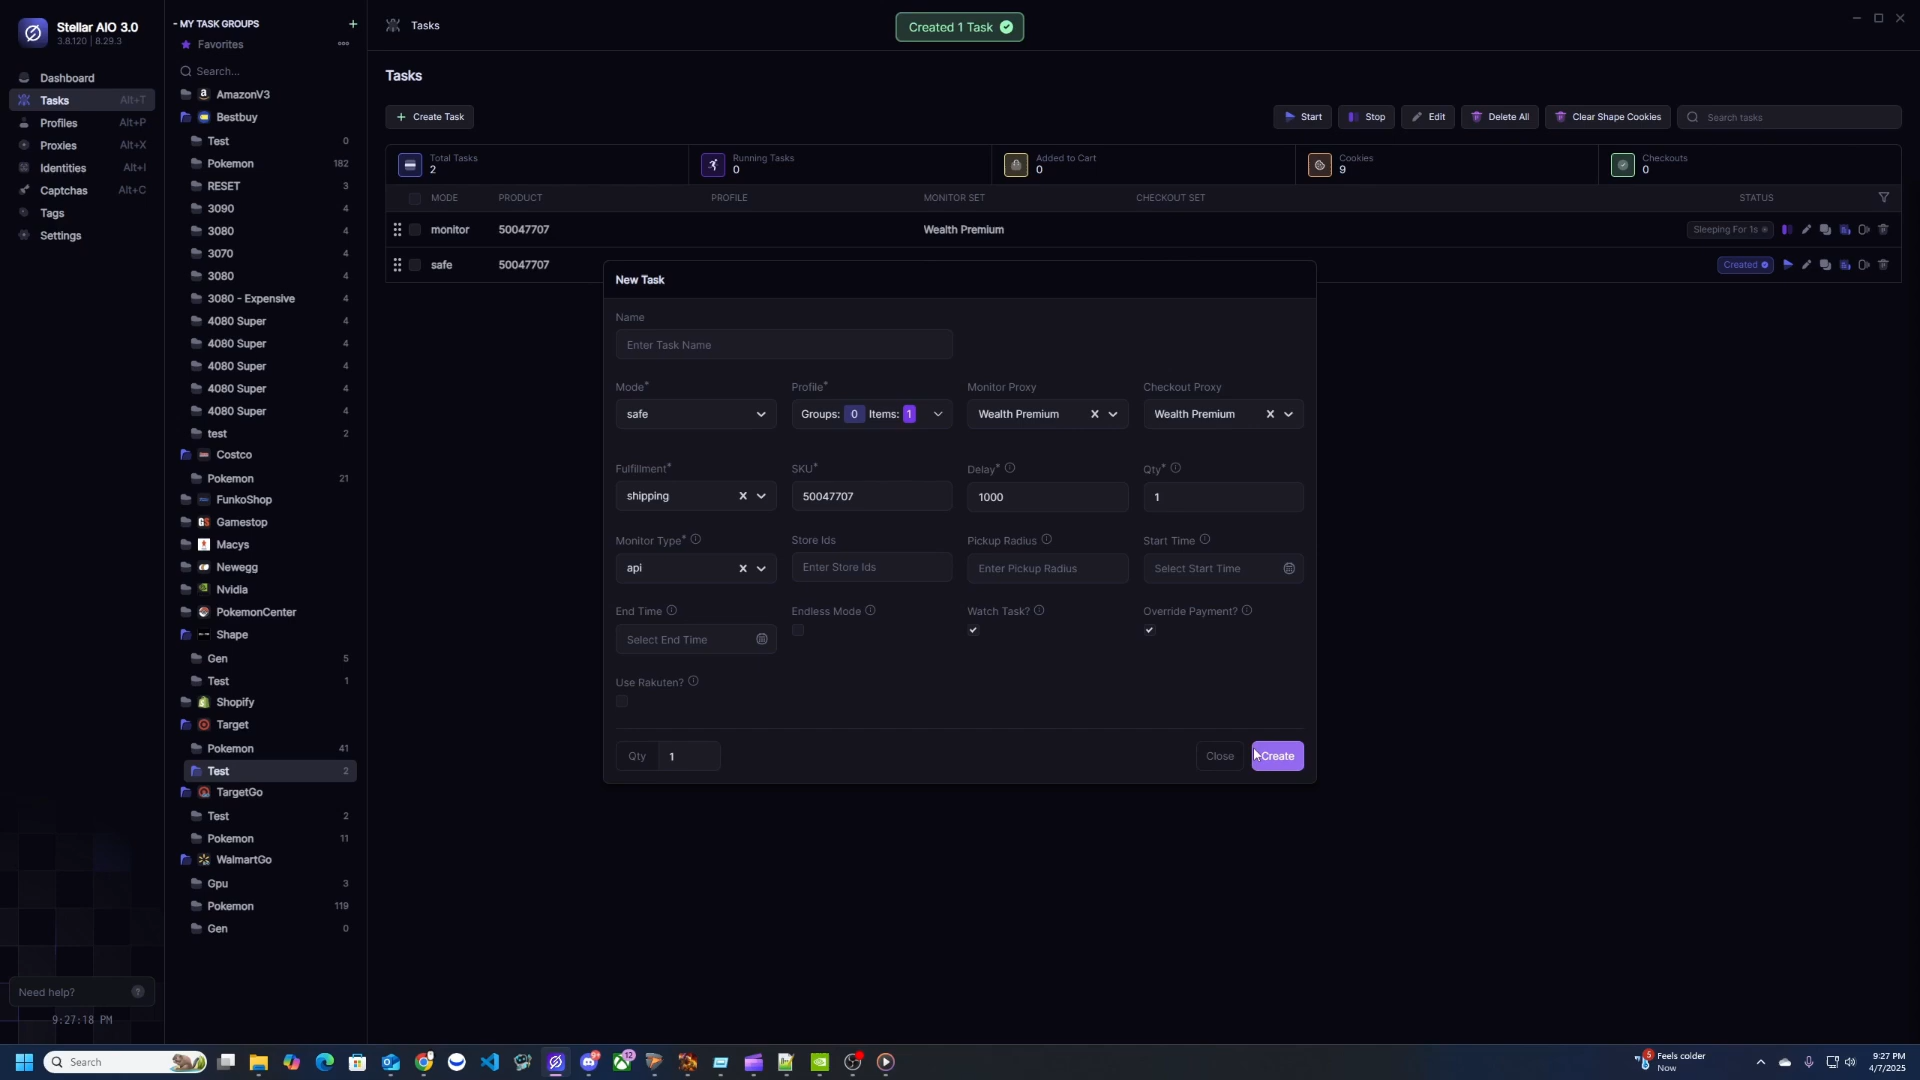 Stellar AIO 3.0
3.8.120 | 8.29.3
Dashboard
Tasks Alt+T
Profiles Alt+P
Proxies Alt+X
Identities Alt+I
Captchas Alt+C
Tags
Settings
Need help? ?
9:27:18 PM
- MY TASK GROUPS +
Favorites
Search...
AmazonV3
Bestbuy
Test 0
Pokemon 182
RESET 3
3090 4
3080 4
3070 4
3080 4
3080 - Expensive 4
4080 Super 4
4080 Super 4
4080 Super 4
4080 Super 4
4080 Super 4
test 2
Costco
Pokemon 21
FunkoShop
Gamestop
Macys
Newegg
Nvidia
PokemonCenter
Shape
Gen 5
Test 1
Shopify
Target
Pokemon 41
Test 2
TargetGo
Test 2
Pokemon 11
WalmartGo
Gpu 3
Pokemon 119
Gen 0
Tasks
Created 1 Task
Tasks
+ Create Task
Start Stop Edit Delete All Clear Shape Cookies Search tasks
Total Tasks
2
Running Tasks
0
Added to Cart
0
Cookies
9
Checkouts
0
MODE PRODUCT PROFILE MONITOR SET CHECKOUT SET STATUS
monitor 50047707 Wealth Premium Sleeping For 1s
safe 50047707 Created
New Task
Name
Enter Task Name
Mode* Profile* Monitor Proxy Checkout Proxy
safe Groups: 0 Items: 1 Wealth Premium Wealth Premium
Fulfillment* SKU* Delay* Qty*
shipping 50047707 1000 1
Monitor Type* Store Ids Pickup Radius Start Time
api Enter Store Ids Enter Pickup Radius Select Start Time
End Time Endless Mode Watch Task? Override Payment?
Select End Time
Use Rakuten?
Qty 1 Close Create
Search
5 Feels colder
Now
9:27 PM
4/7/2025